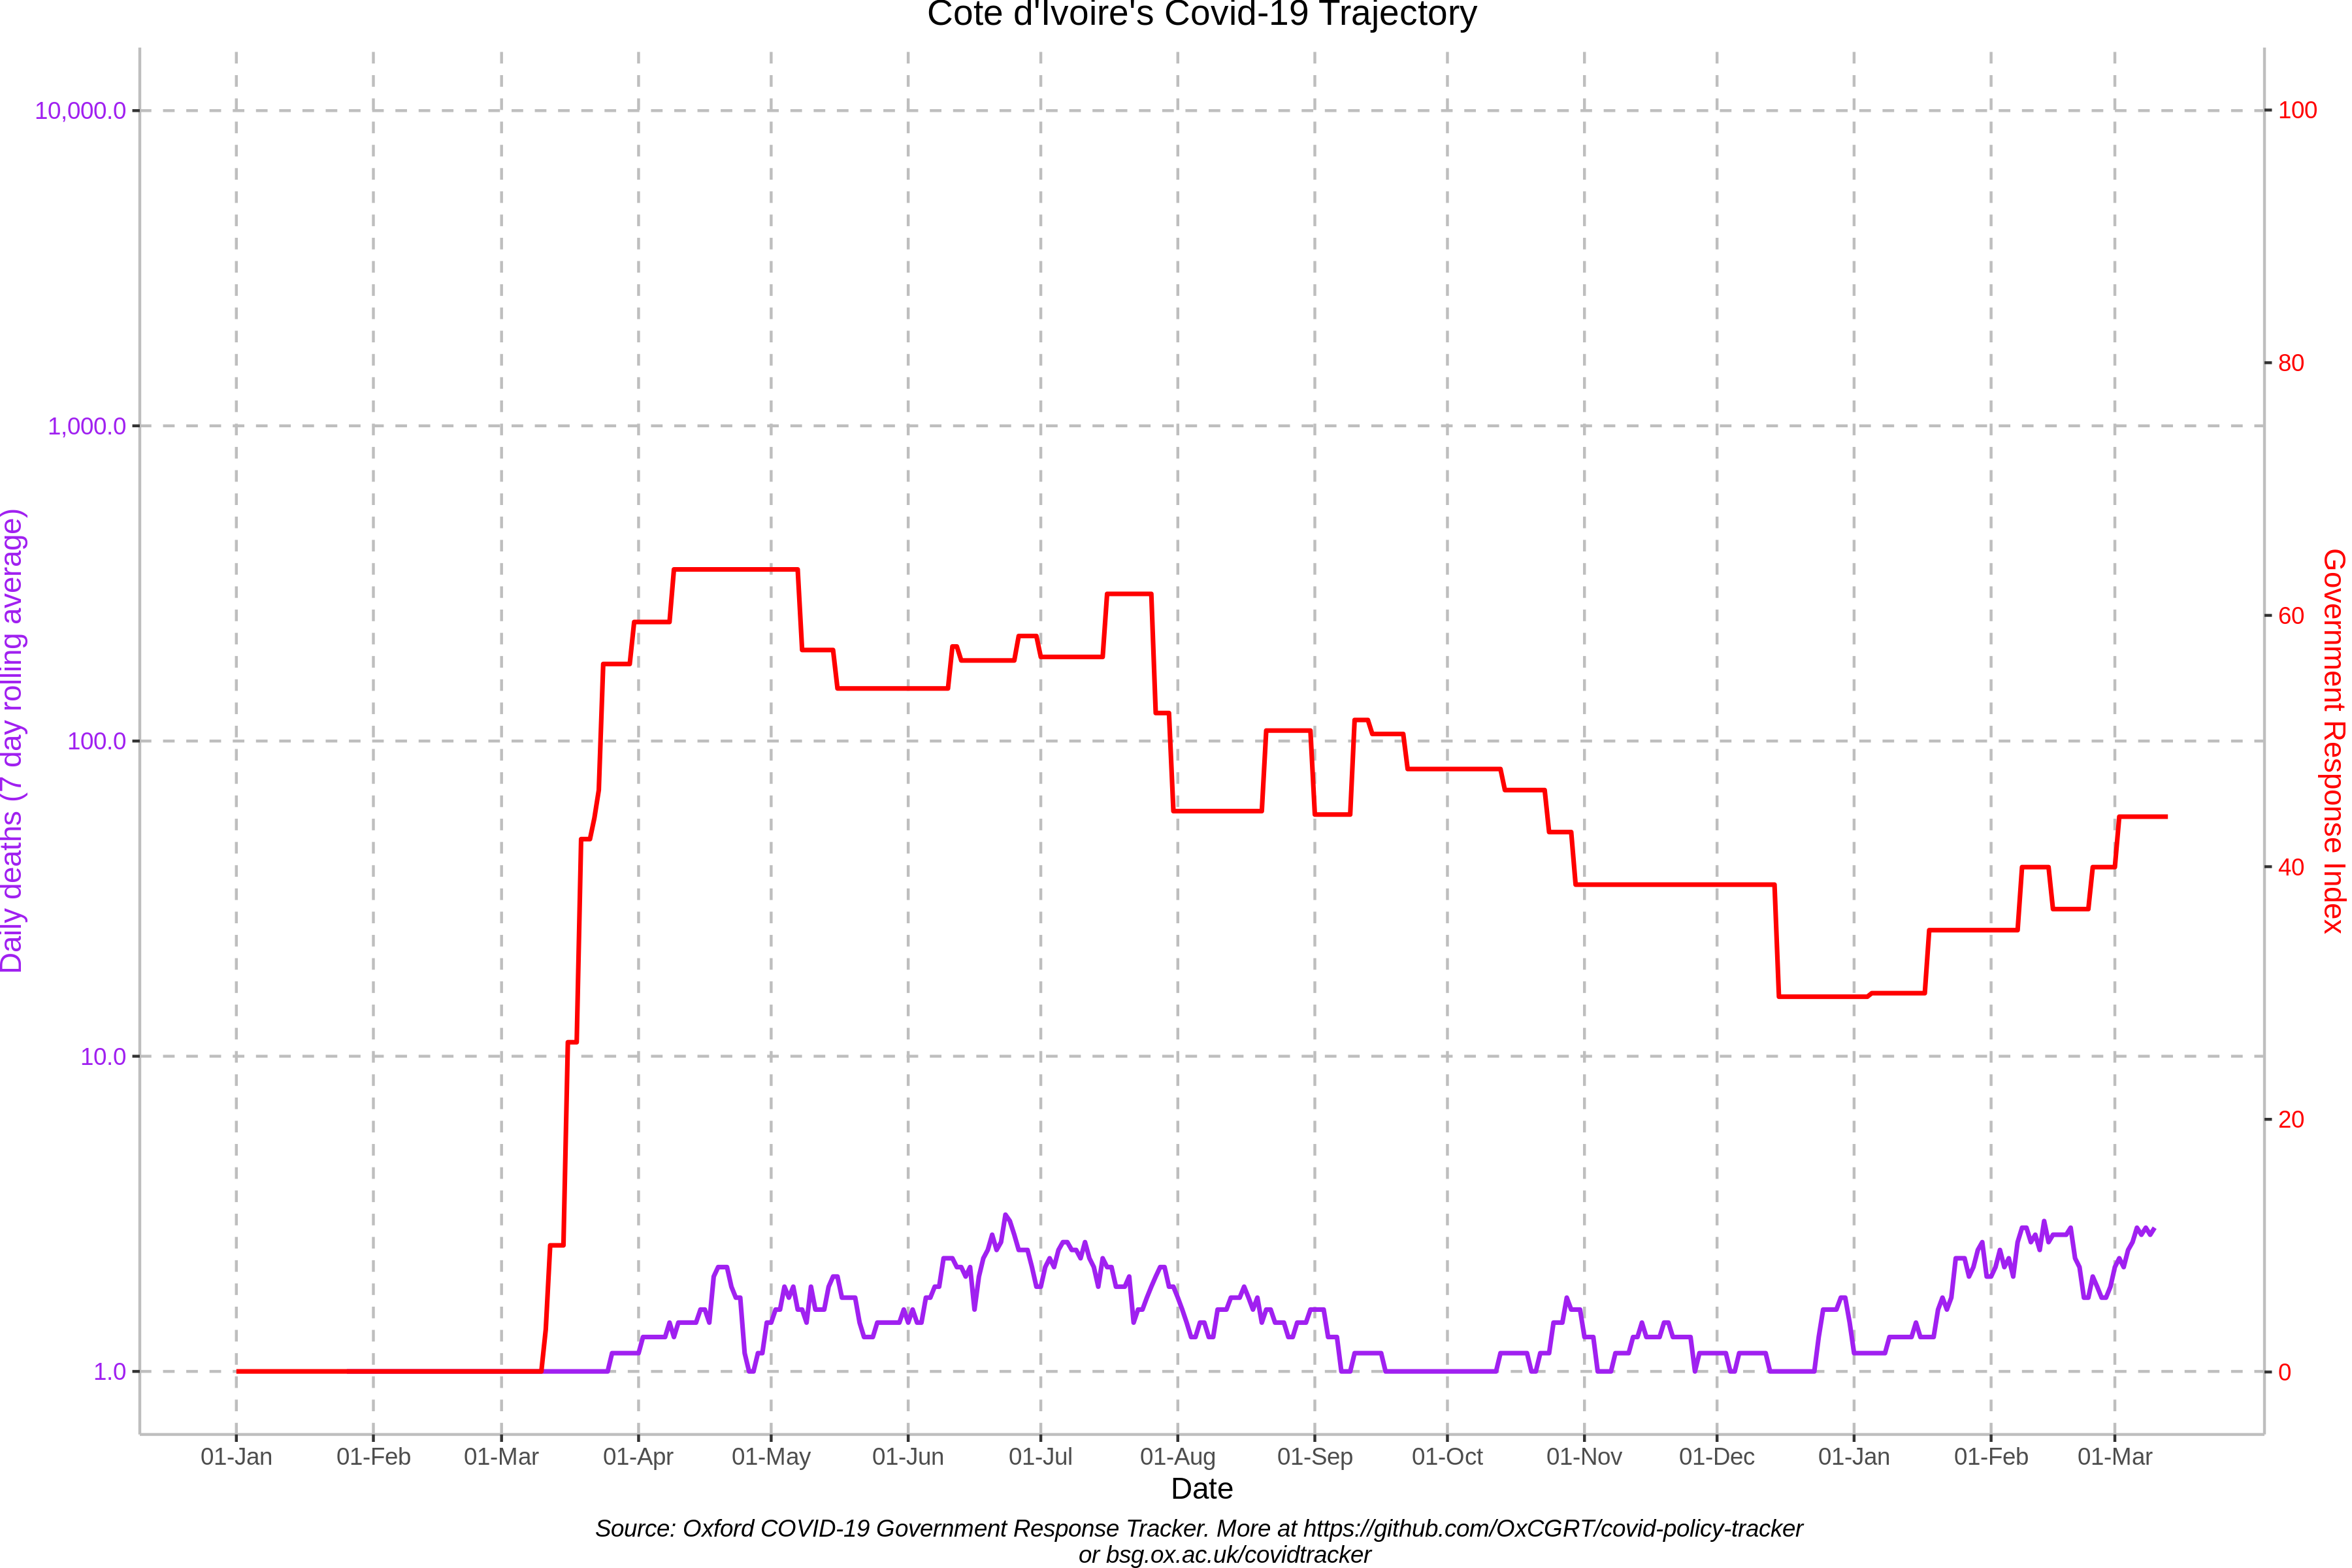 Cote d'Ivoire's Covid-19 Trajectory
Daily deaths (7 day rolling average)
10,000.0
1,000.0
100.0
10.0
1.0
100
80
60
40
20
0
Government Response Index
01-Jan 01-Feb 01-Mar 01-Apr 01-May 01-Jun 01-Jul 01-Aug 01-Sep 01-Oct 01-Nov 01-Dec 01-Jan 01-Feb 01-Mar
Date
Source: Oxford COVID-19 Government Response Tracker. More at https://github.com/OxCGRT/covid-policy-tracker
or bsg.ox.ac.uk/covidtracker